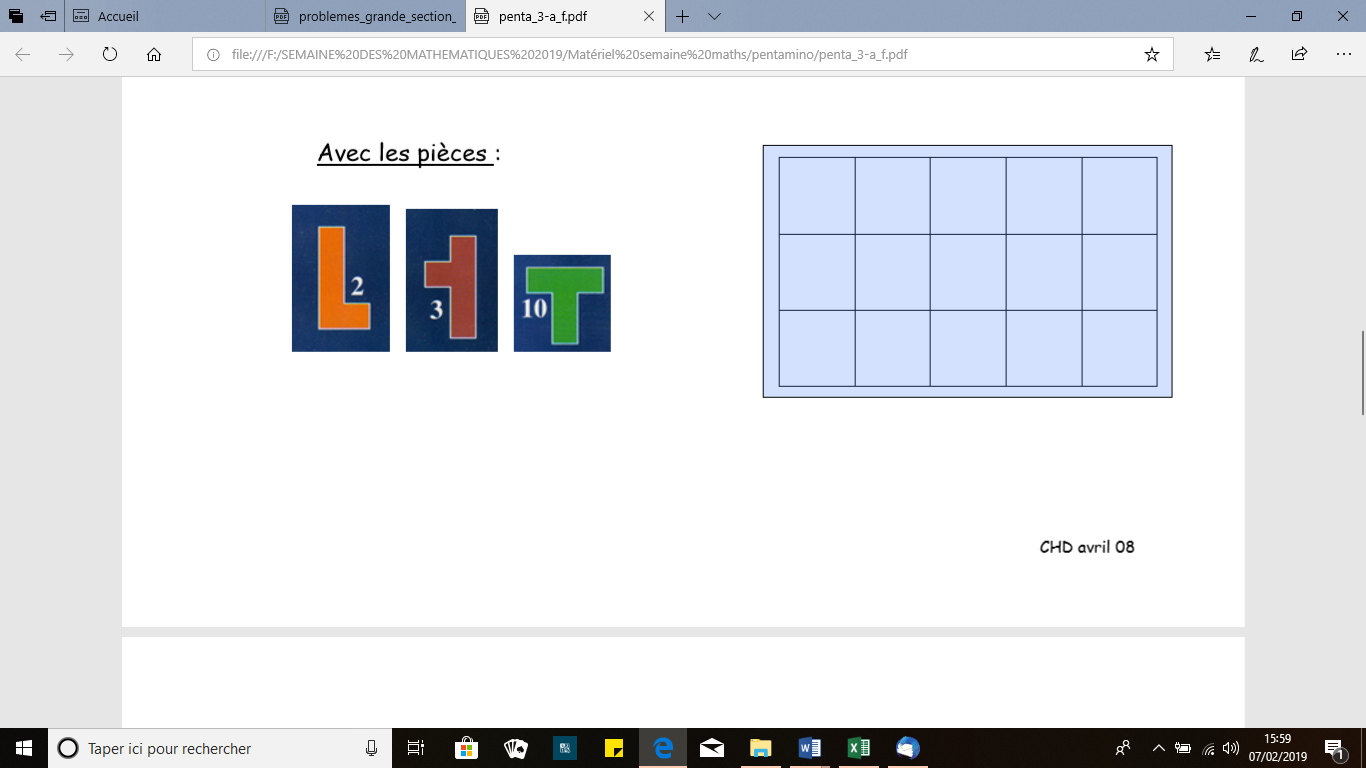 Accueil
problemes_grande_section_
penta_3-a_f.pdf
file:///F:/SEMAINE%20DES%20MATHEMATIQUES%202019/Matériel%20semaine%20maths/pentamino/penta_3-a_f.pdf
Avec les pièces :
2
3
10
CHD avril 08
Taper ici pour rechercher
15:59
07/02/2019
1